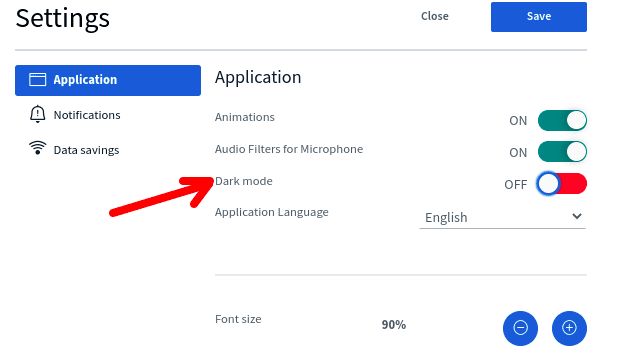 Settings
Close
Save
Application
Notifications
Data savings
Application
Animations
ON
Audio Filters for Microphone
ON
Dark mode
OFF
Application Language
English
Font size
90%